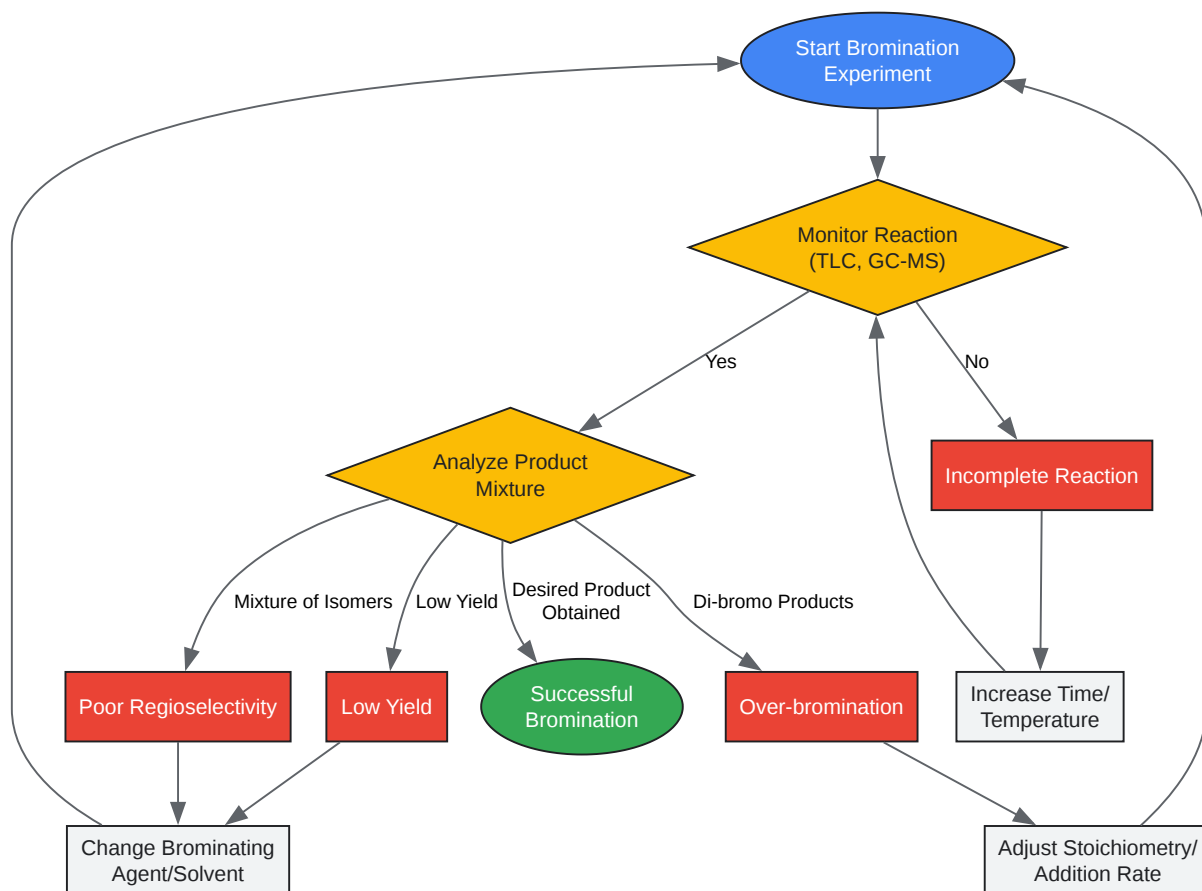 Start Bromination
Experiment
Monitor Reaction
(TLC, GC-MS)
Yes
No
Analyze Product
Mixture
Incomplete Reaction
Mixture of Isomers
Low Yield
Desired Product
Obtained
Di-bromo Products
Poor Regioselectivity
Low Yield
Successful
Bromination
Over-bromination
Increase Time/
Temperature
Change Brominating
Agent/Solvent
Adjust Stoichiometry/
Addition Rate